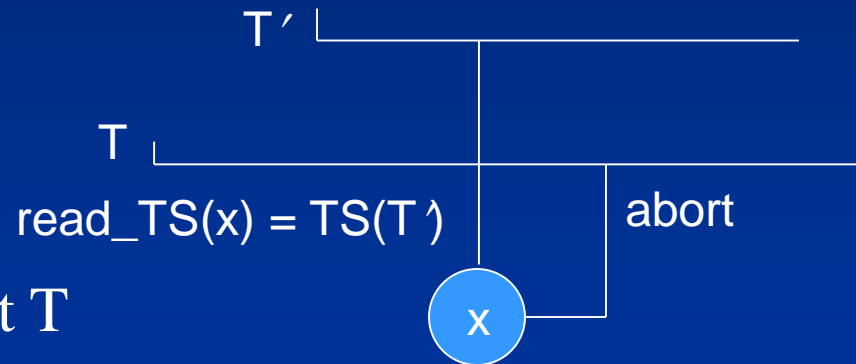 T′
T
read_TS(x) = TS(T′)
abort
t T
x